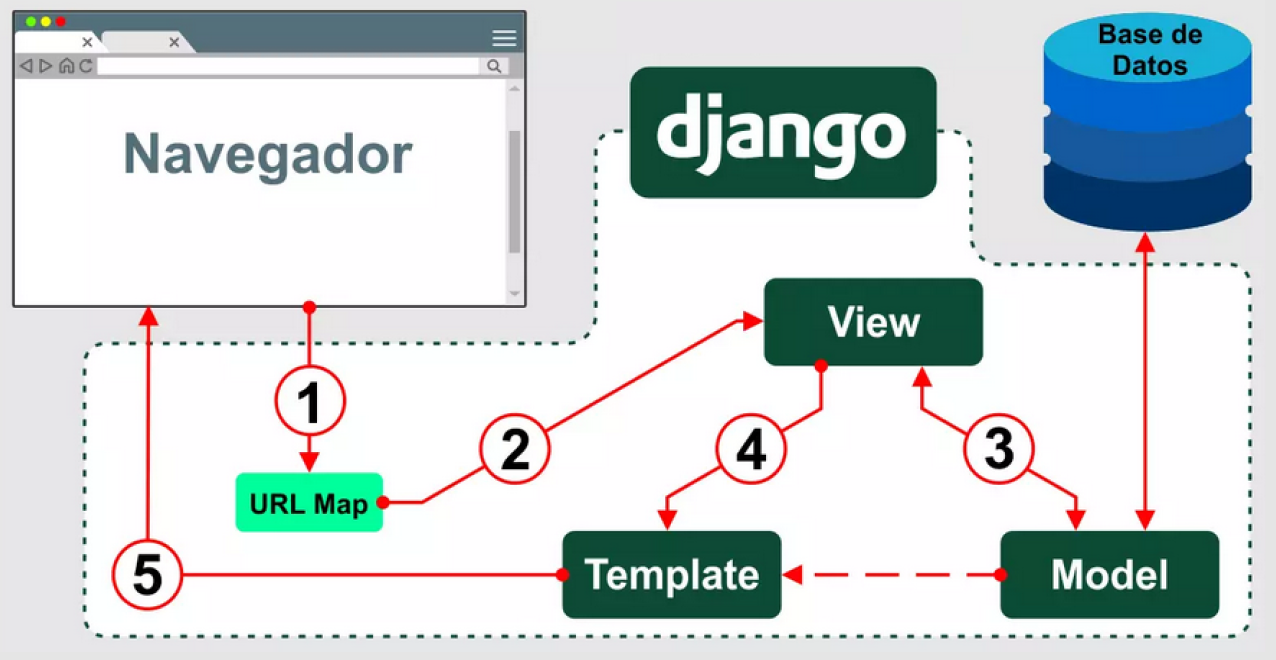 Navegador
django
Base de
Datos
View
1
2
4
3
URL Map
5
Template
Model